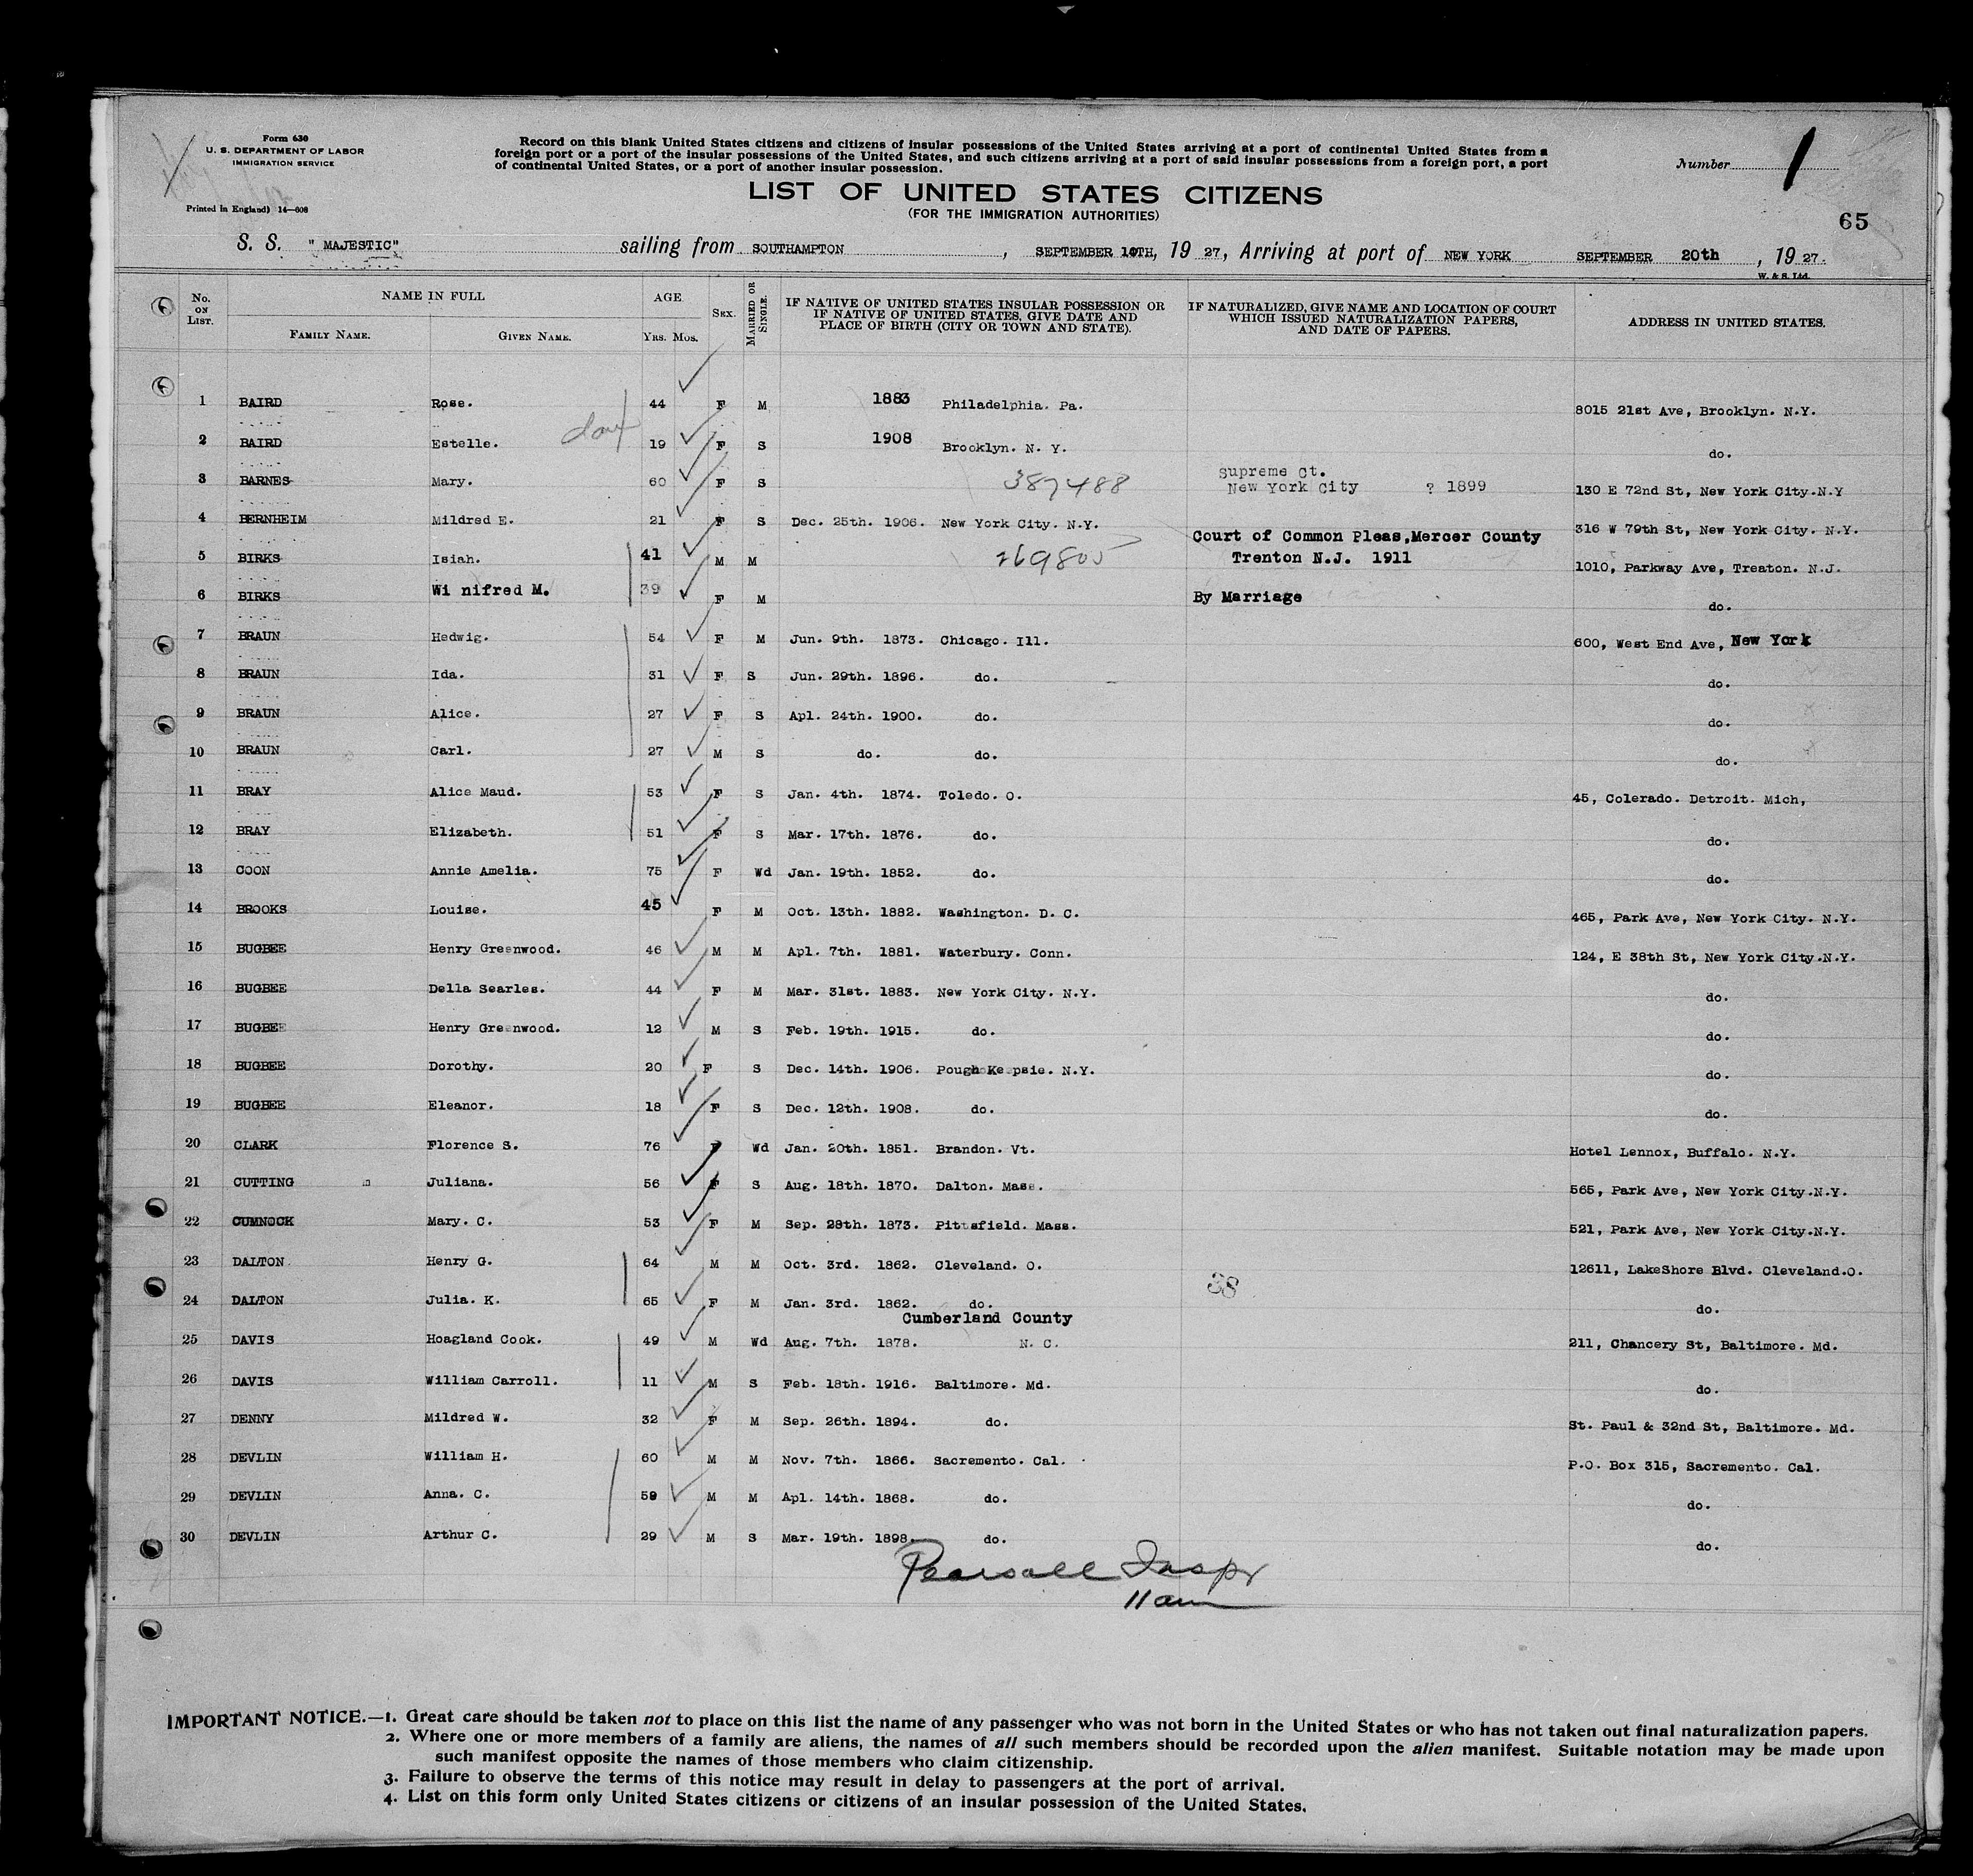 Form 630
U. S. DEPARTMENT OF LABOR
IMMIGRATION SERVICE
Printed in England) 14—608
Record on this blank United States citizens and citizens of insular possessions of the United States arriving at a port of continental United States from a
foreign port or a port of the insular possessions of the United States, and such citizens arriving at a port of said insular possessions from a foreign port, a port
of continental United States, or a port of another insular possession.
Number 1
LIST OF UNITED STATES CITIZENS
(FOR THE IMMIGRATION AUTHORITIES)
65
S. S. " MAJESTIC" sailing from SOUTHAMPTON , SEPTEMBER 10TH, 19 27, Arriving at port of NEW YORK SEPTEMBER 20th , 19 27.
W. & S. Ltd.
No. ON LIST. NAME IN FULL AGE. SEX. MARRIED OR SINGLE. IF NATIVE OF UNITED STATES INSULAR POSSESSION OR IF NATIVE OF UNITED STATES, GIVE DATE AND PLACE OF BIRTH (CITY OR TOWN AND STATE). IF NATURALIZED, GIVE NAME AND LOCATION OF COURT WHICH ISSUED NATURALIZATION PAPERS, AND DATE OF PAPERS. ADDRESS IN UNITED STATES.
FAMILY NAME. GIVEN NAME. YRS. MOS.
1 BAIRD Rose. 44 F M 1883 Philadelphia. Pa. 8015 21st Ave, Brooklyn. N.Y.
2 BAIRD Estelle. dau 19 F S 1908 Brooklyn. N. Y. do.
3 BARNES Mary. 60 F S 387488 Supreme Ct. New York City ? 1899 130 E 72nd St, New York City.N.Y
4 BERNHEIM Mildred E. 21 F S Dec. 25th. 1906. New York City. N.Y. 316 W 79th St, New York City. N.Y.
5 BIRKS Isiah. 41 M M 269805 Court of Common Pleas,Mercer County Trenton N.J. 1911 1010, Parkway Ave, Treaton. N.J.
6 BIRKS Wi nifred M. 39 F M By Marriage do.
7 BRAUN Hedwig. 54 F M Jun. 9th. 1873. Chicago. Ill. 600, West End Ave, New York
8 BRAUN Ida. 31 F S Jun. 29th. 1896. do. do.
9 BRAUN Alice. 27 F S Apl. 24th. 1900. do. do.
10 BRAUN Carl. 27 M S do. do. do.
11 BRAY Alice Maud. 53 F S Jan. 4th. 1874. Toledo. O. 45, Colerado. Detroit. Mich,
12 BRAY Elizabeth. 51 F S Mar. 17th. 1876. do. do.
13 COON Annie Amelia. 75 F Wd Jan. 19th. 1852. do. do.
14 BROOKS Louise. 45 F M Oct. 13th. 1882. Washington. D. C. 465, Park Ave, New York City. N.Y.
15 BUGBEE Henry Greenwood. 46 M M Apl. 7th. 1881. Waterbury. Conn. 124, E 38th St, New York City.N.Y.
16 BUGBEE Della Searles. 44 F M Mar. 31st. 1883. New York City. N.Y. do.
17 BUGBEE Henry Greenwood. 12 M S Feb. 19th. 1915. do. do.
18 BUGBEE Dorothy. 20 F S Dec. 14th. 1906. PoughKe psie. N.Y. do.
19 BUGBEE Eleanor. 18 F S Dec. 12th. 1908. do. do.
20 CLARK Florence S. 76 F Wd Jan. 20th. 1851. Brandon. Vt. Hotel Lennox, Buffalo. N.Y.
21 CUTTING Juliana. 56 F S Aug. 18th. 1870. Dalton. Mass. 565, Park Ave, New York City.N.Y.
22 CUMNOCK Mary. C. 53 F M Sep. 28th. 1873. Pittsfield. Mass. 521, Park Ave, New York City.N.Y.
23 DALTON Henry G. 64 M M Oct. 3rd. 1862. Cleveland. O. 12611, LakeShore Blvd. Cleveland.O.
38
24 DALTON Julia. K. 65 F M Jan. 3rd. 1862. do. do.
25 DAVIS Hoagland Cook. 49 M Wd Aug. 7th. 1878. Cumberland County N. C. 211, Chancery St, Baltimore. Md.
26 DAVIS William Carroll. 11 M S Feb. 18th. 1916. Baltimore. Md. do.
27 DENNY Mildred W. 32 F M Sep. 26th. 1894. do. St. Paul & 32nd St, Baltimore. Md.
28 DEVLIN William H. 60 M M Nov. 7th. 1866. Sacremento. Cal. P.O. Box 315, Sacremento. Cal.
29 DEVLIN Anna. C. 59 M M Apl. 14th. 1868. do. do.
30 DEVLIN Arthur C. 29 M S Mar. 19th. 1898. do. do.
Pearsall Inspr
11 am
IMPORTANT NOTICE.—1. Great care should be taken not to place on this list the name of any passenger who was not born in the United States or who has not taken out final naturalization papers.
2. Where one or more members of a family are aliens, the names of all such members should be recorded upon the alien manifest. Suitable notation may be made upon
such manifest opposite the names of those members who claim citizenship.
3. Failure to observe the terms of this notice may result in delay to passengers at the port of arrival.
4. List on this form only United States citizens or citizens of an insular possession of the United States.